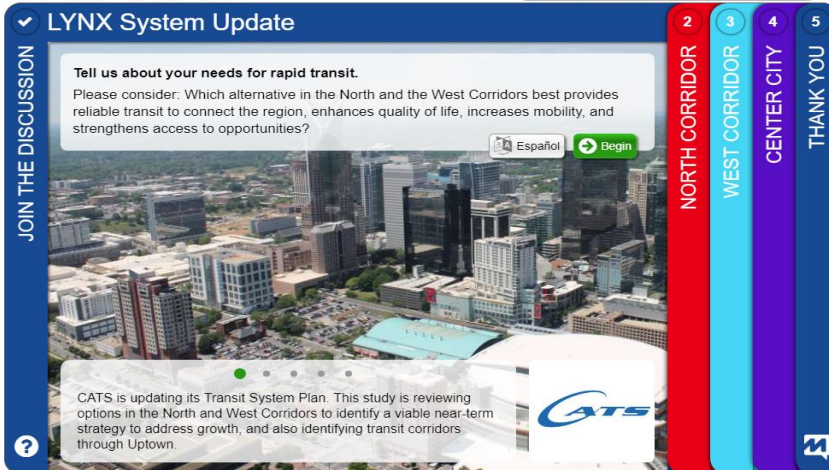 LYNX System Update
JOIN THE DISCUSSION
Tell us about your needs for rapid transit.
Please consider: Which alternative in the North and the West Corridors best provides
reliable transit to connect the region, enhances quality of life, increases mobility, and
strengthens access to opportunities?
Español
Begin
CATS is updating its Transit System Plan. This study is reviewing
options in the North and West Corridors to identify a viable near-term
strategy to address growth, and also identifying transit corridors
through Uptown.
CATS
?
2
NORTH CORRIDOR
3
WEST CORRIDOR
4
CENTER CITY
5
THANK YOU